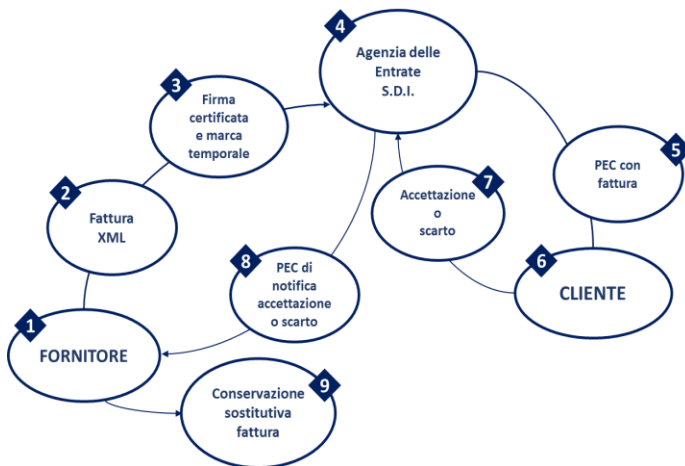 1
FORNITORE
2
Fattura
XML
3
Firma
certificata
e marca
temporale
4
Agenzia delle
Entrate
S.D.I.
5
PEC con
fattura
6
CLIENTE
7
Accettazione
o
scarto
8
PEC di
notifica
accettazione
o scarto
9
Conservazione
sostitutiva
fattura